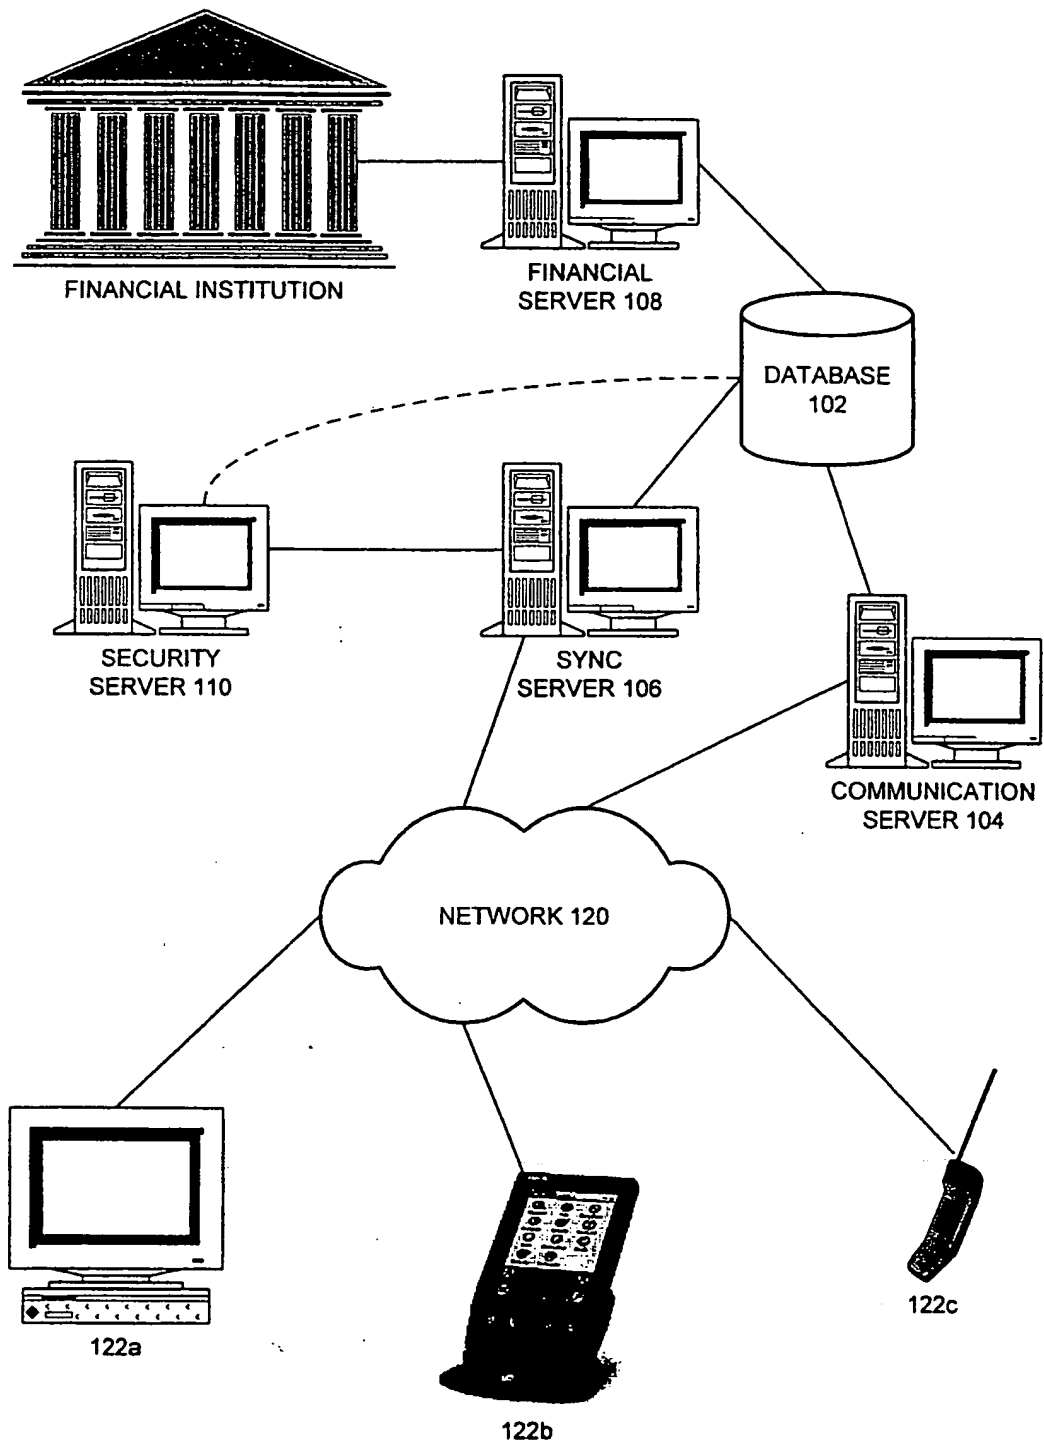 FINANCIAL INSTITUTION
FINANCIAL
SERVER 108
DATABASE
102
SECURITY
SERVER 110
SYNC
SERVER 106
COMMUNICATION
SERVER 104
NETWORK 120
122a
122b
122c